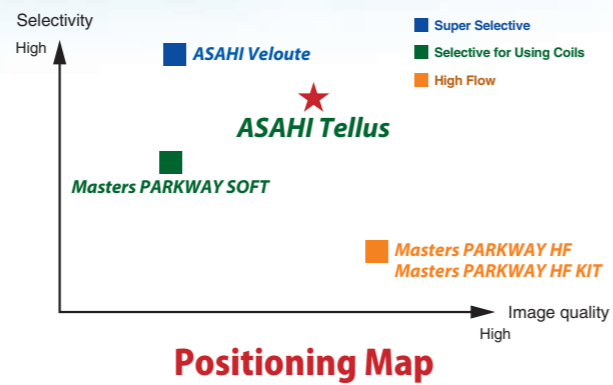 Selectivity
High
Super Selective
Selective for Using Coils
High Flow
ASAHI Veloute
ASAHI Tellus
Masters PARKWAY SOFT
Masters PARKWAY HF
Masters PARKWAY HF KIT
Image quality
High
Positioning Map